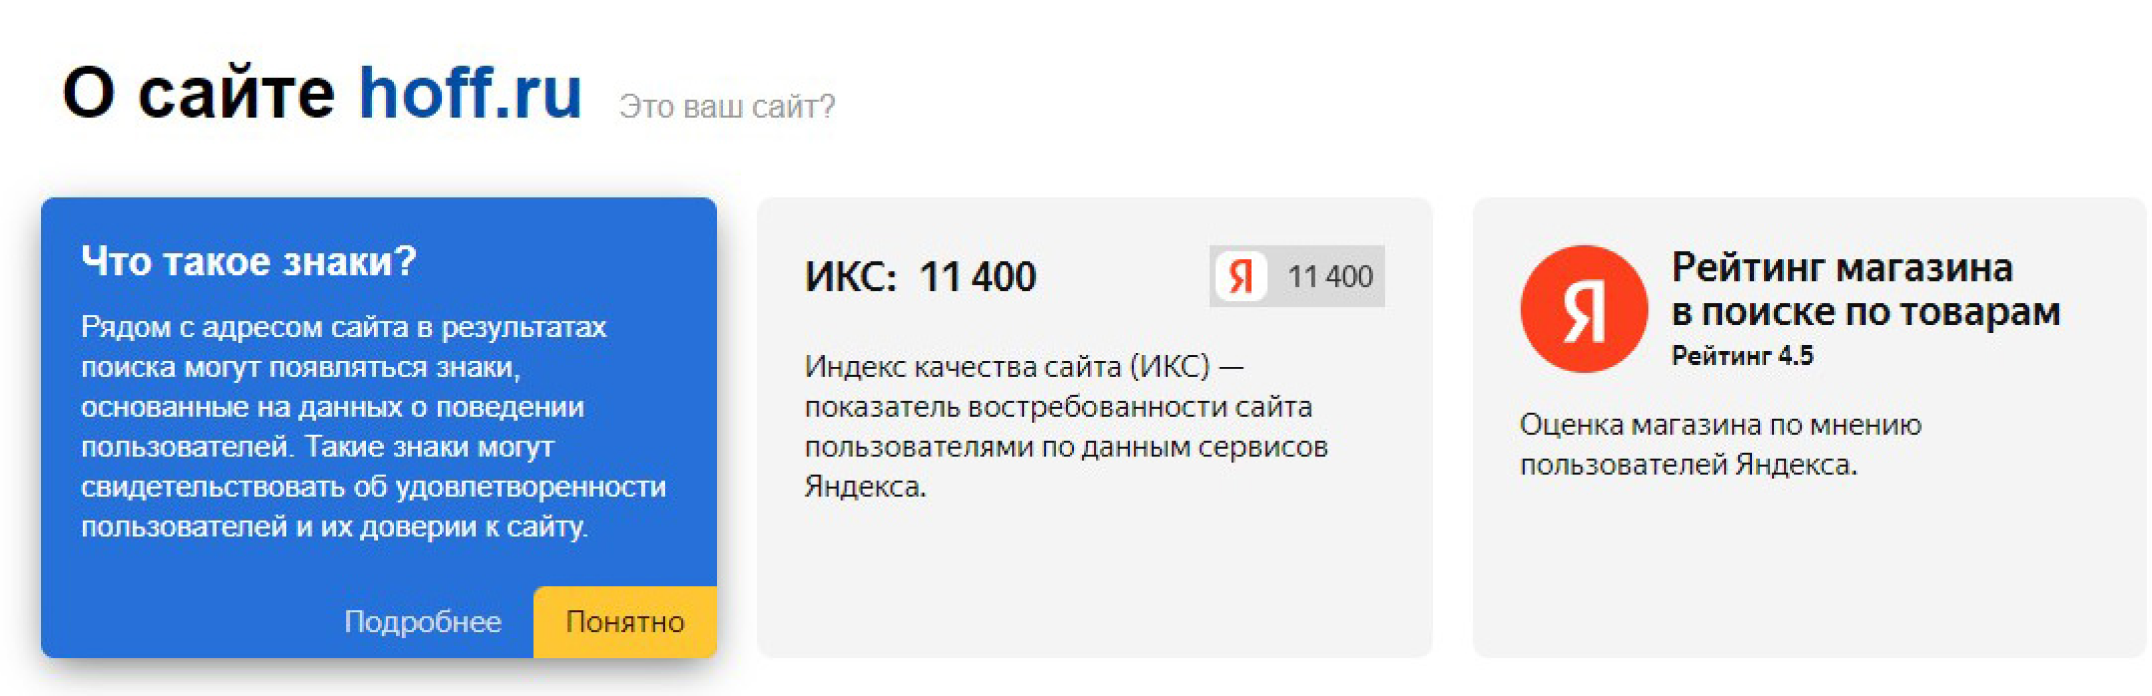 О сайте hoff.ru Это ваш сайт?
Что такое знаки?
Рядом с адресом сайта в результатах
поиска могут появляться знаки,
основанные на данных о поведении
пользователей. Такие знаки могут
свидетельствовать об удовлетворенности
пользователей и их доверии к сайту.
Подробнее
Понятно
ИКС: 11 400
Я 11 400
Индекс качества сайта (ИКС) —
показатель востребованности сайта
пользователями по данным сервисов
Яндекса.
Я
Рейтинг магазина
в поиске по товарам
Рейтинг 4.5
Оценка магазина по мнению
пользователей Яндекса.